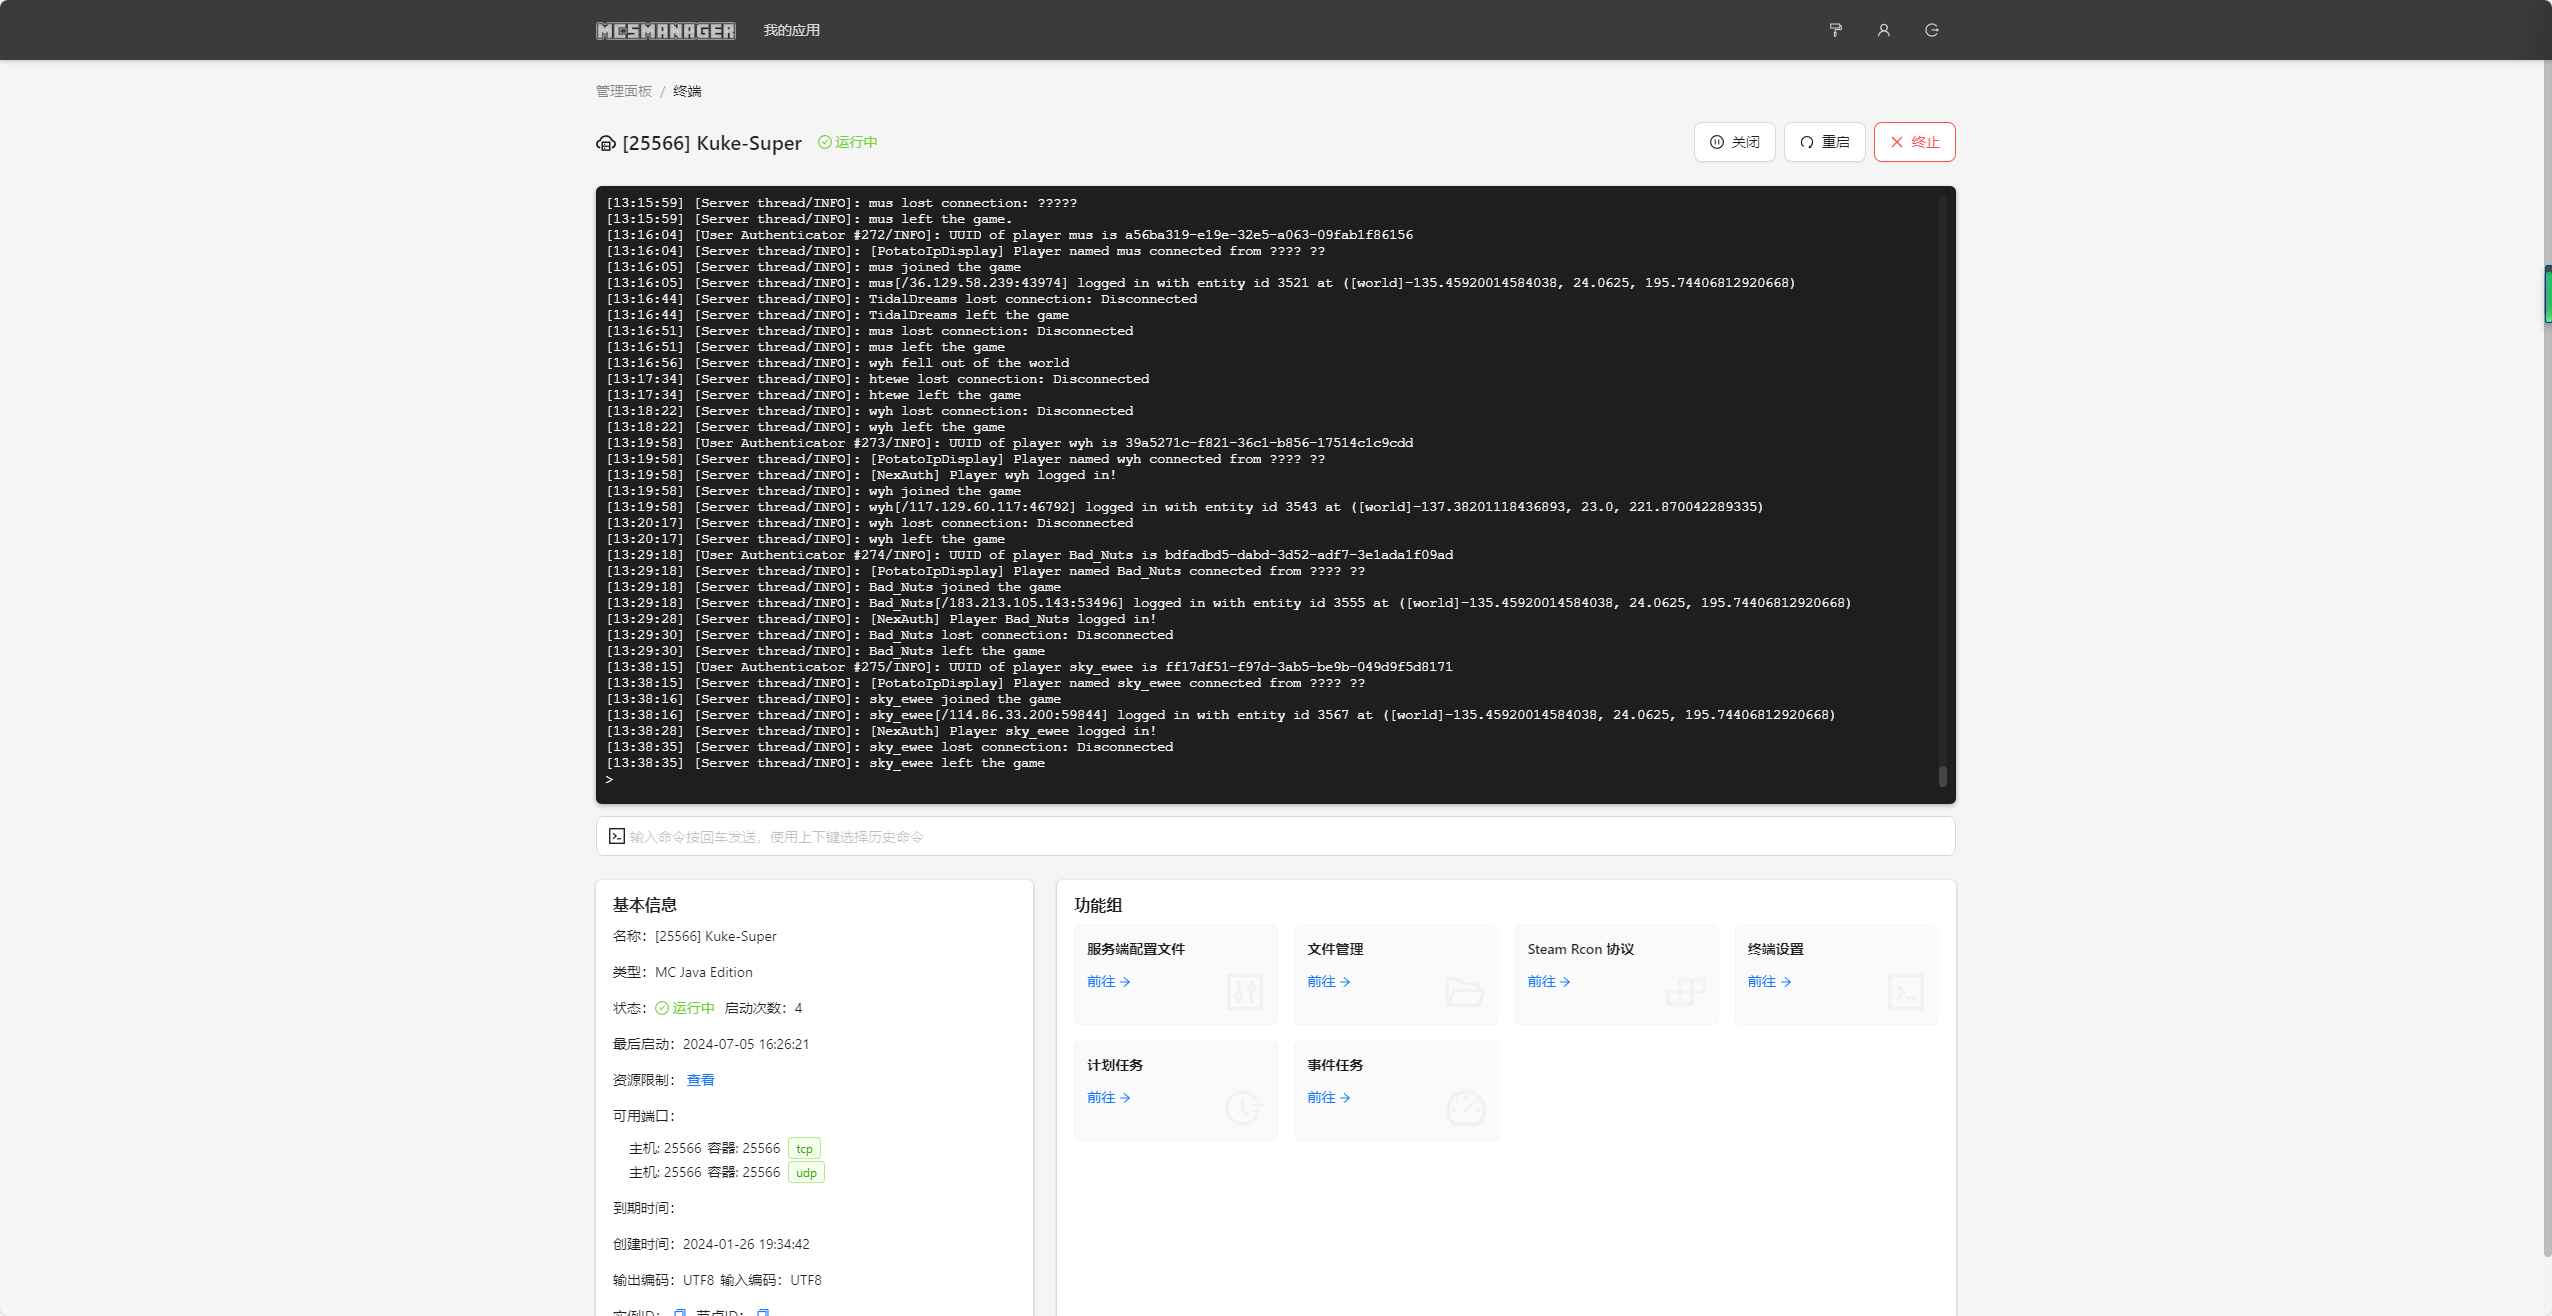 MCSMANAGER 我的应用
管理面板 / 终端
[25566] Kuke-Super 运行中 关闭 重启 终止
[13:15:59] [Server thread/INFO]: mus lost connection: ?????
[13:15:59] [Server thread/INFO]: mus left the game.
[13:16:04] [User Authenticator #272/INFO]: UUID of player mus is a56ba319-e19e-32e5-a063-09fab1f86156
[13:16:04] [Server thread/INFO]: [PotatoIpDisplay] Player named mus connected from ???? ??
[13:16:05] [Server thread/INFO]: mus joined the game
[13:16:05] [Server thread/INFO]: mus[/36.129.58.239:43974] logged in with entity id 3521 at ([world]-135.45920014584038, 24.0625, 195.74406812920668)
[13:16:44] [Server thread/INFO]: TidalDreams lost connection: Disconnected
[13:16:44] [Server thread/INFO]: TidalDreams left the game
[13:16:51] [Server thread/INFO]: mus lost connection: Disconnected
[13:16:51] [Server thread/INFO]: mus left the game
[13:16:56] [Server thread/INFO]: wyh fell out of the world
[13:17:34] [Server thread/INFO]: htewe lost connection: Disconnected
[13:17:34] [Server thread/INFO]: htewe left the game
[13:18:22] [Server thread/INFO]: wyh lost connection: Disconnected
[13:18:22] [Server thread/INFO]: wyh left the game
[13:19:58] [User Authenticator #273/INFO]: UUID of player wyh is 39a5271c-f821-36c1-b856-17514c1c9cdd
[13:19:58] [Server thread/INFO]: [PotatoIpDisplay] Player named wyh connected from ???? ??
[13:19:58] [Server thread/INFO]: [NexAuth] Player wyh logged in!
[13:19:58] [Server thread/INFO]: wyh joined the game
[13:19:58] [Server thread/INFO]: wyh[/117.129.60.117:46792] logged in with entity id 3543 at ([world]-137.38201118436893, 23.0, 221.870042289335)
[13:20:17] [Server thread/INFO]: wyh lost connection: Disconnected
[13:20:17] [Server thread/INFO]: wyh left the game
[13:29:18] [User Authenticator #274/INFO]: UUID of player Bad_Nuts is bdfadbd5-dabd-3d52-adf7-3e1ada1f09ad
[13:29:18] [Server thread/INFO]: [PotatoIpDisplay] Player named Bad_Nuts connected from ???? ??
[13:29:18] [Server thread/INFO]: Bad_Nuts joined the game
[13:29:18] [Server thread/INFO]: Bad_Nuts[/183.213.105.143:53496] logged in with entity id 3555 at ([world]-135.45920014584038, 24.0625, 195.74406812920668)
[13:29:28] [Server thread/INFO]: [NexAuth] Player Bad_Nuts logged in!
[13:29:30] [Server thread/INFO]: Bad_Nuts lost connection: Disconnected
[13:29:30] [Server thread/INFO]: Bad_Nuts left the game
[13:38:15] [User Authenticator #275/INFO]: UUID of player sky_ewee is ff17df51-f97d-3ab5-be9b-049d9f5d8171
[13:38:15] [Server thread/INFO]: [PotatoIpDisplay] Player named sky_ewee connected from ???? ??
[13:38:16] [Server thread/INFO]: sky_ewee joined the game
[13:38:16] [Server thread/INFO]: sky_ewee[/114.86.33.200:59844] logged in with entity id 3567 at ([world]-135.45920014584038, 24.0625, 195.74406812920668)
[13:38:28] [Server thread/INFO]: [NexAuth] Player sky_ewee logged in!
[13:38:35] [Server thread/INFO]: sky_ewee lost connection: Disconnected
[13:38:35] [Server thread/INFO]: sky_ewee left the game
>
输入命令按回车发送，使用上下键选择历史命令
基本信息
名称：[25566] Kuke-Super
类型：MC Java Edition
状态：运行中 启动次数：4
最后启动：2024-07-05 16:26:21
资源限制：查看
可用端口：
主机: 25566 容器: 25566 tcp
主机: 25566 容器: 25566 udp
到期时间：
创建时间：2024-01-26 19:34:42
输出编码：UTF8 输入编码：UTF8
实例ID： 节点ID：
功能组
服务端配置文件
前往
文件管理
前往
Steam Rcon 协议
前往
终端设置
前往
计划任务
前往
事件任务
前往